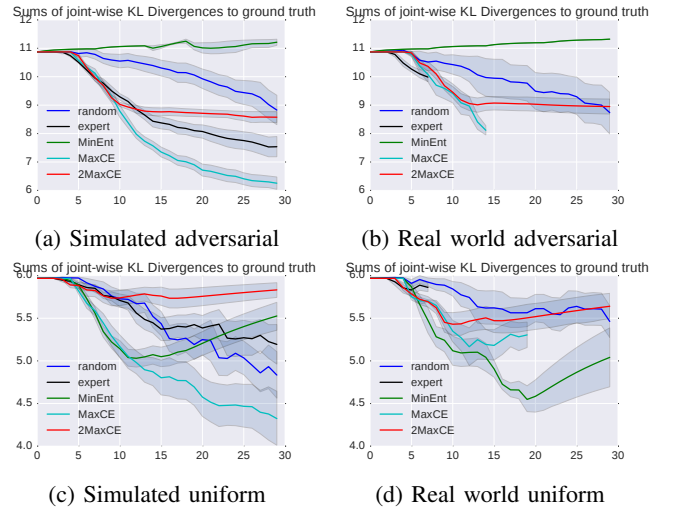 Sums of joint-wise KL Divergences to ground truth
12
11
10
9
8
7
6
random
expert
MinEnt
MaxCE
2MaxCE
0 5 10 15 20 25 30
(a) Simulated adversarial
Sums of joint-wise KL Divergences to ground truth
12
11
10
9
8
7
6
random
expert
MinEnt
MaxCE
2MaxCE
0 5 10 15 20 25 30
(b) Real world adversarial
Sums of joint-wise KL Divergences to ground truth
6.0
5.5
5.0
4.5
4.0
random
expert
MinEnt
MaxCE
2MaxCE
0 5 10 15 20 25 30
(c) Simulated uniform
Sums of joint-wise KL Divergences to ground truth
6.0
5.5
5.0
4.5
4.0
random
expert
MinEnt
MaxCE
2MaxCE
0 5 10 15 20 25 30
(d) Real world uniform